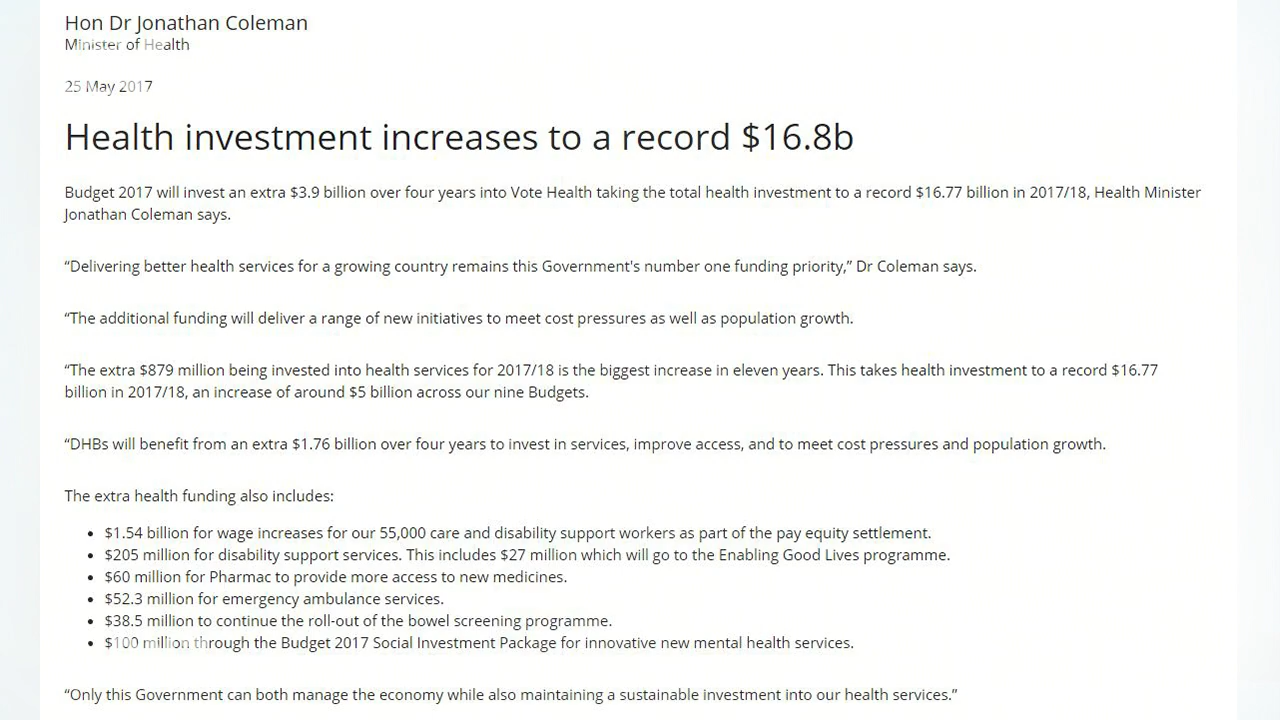 Hon Dr Jonathan Coleman
Minister of Health
25 May 2017
Health investment increases to a record $16.8b
Budget 2017 will invest an extra $3.9 billion over four years into Vote Health taking the total health investment to a record $16.77 billion in 2017/18, Health Minister
Jonathan Coleman says.
“Delivering better health services for a growing country remains this Government's number one funding priority,” Dr Coleman says.
“The additional funding will deliver a range of new initiatives to meet cost pressures as well as population growth.
“The extra $879 million being invested into health services for 2017/18 is the biggest increase in eleven years. This takes health investment to a record $16.77
billion in 2017/18, an increase of around $5 billion across our nine Budgets.
“DHBs will benefit from an extra $1.76 billion over four years to invest in services, improve access, and to meet cost pressures and population growth.
The extra health funding also includes:
• $1.54 billion for wage increases for our 55,000 care and disability support workers as part of the pay equity settlement.
• $205 million for disability support services. This includes $27 million which will go to the Enabling Good Lives programme.
• $60 million for Pharmac to provide more access to new medicines.
• $52.3 million for emergency ambulance services.
• $38.5 million to continue the roll-out of the bowel screening programme.
• $100 million through the Budget 2017 Social Investment Package for innovative new mental health services.
“Only this Government can both manage the economy while also maintaining a sustainable investment into our health services.”